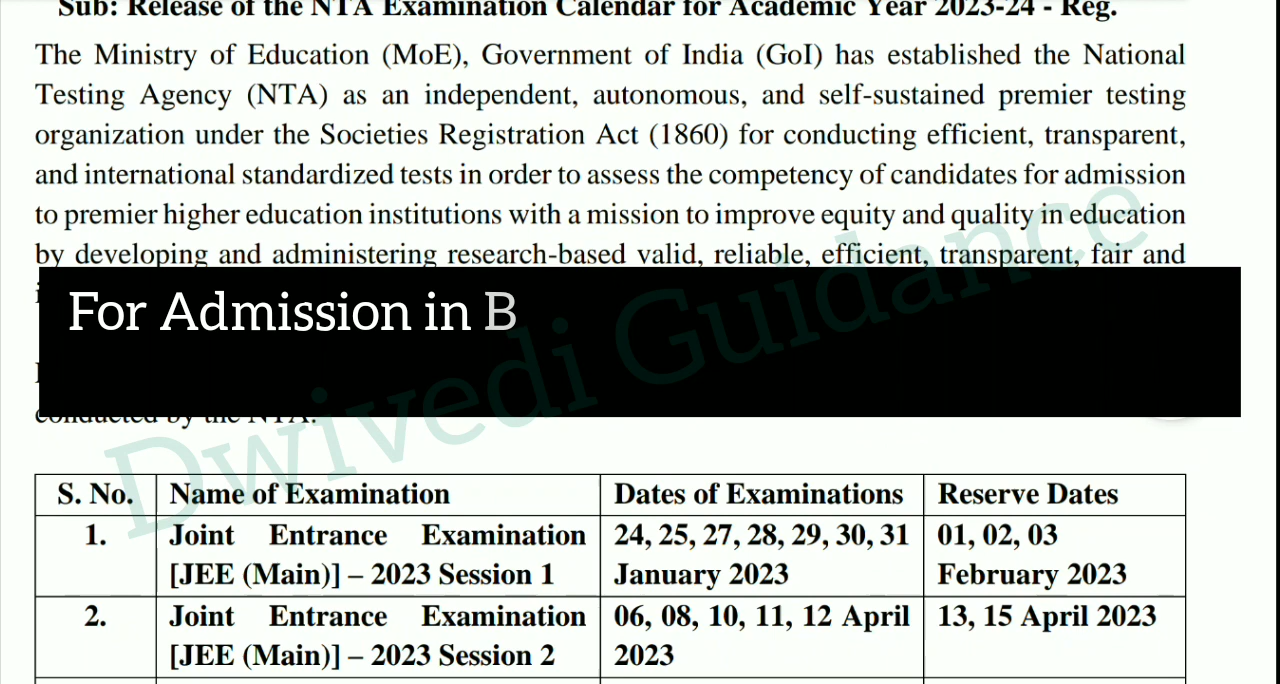 Sub: Release of the NTA Examination Calendar for Academic Year 2023-24 - Reg.
The Ministry of Education (MoE), Government of India (GoI) has established the National
Testing Agency (NTA) as an independent, autonomous, and self-sustained premier testing
organization under the Societies Registration Act (1860) for conducting efficient, transparent,
and international standardized tests in order to assess the competency of candidates for admission
to premier higher education institutions with a mission to improve equity and quality in education
by developing and administering research-based valid, reliable, efficient, transparent, fair and
For Admission in B
conducted by the NTA.
Dwivedi Guidance
S. No. Name of Examination Dates of Examinations Reserve Dates
1. Joint Entrance Examination 24, 25, 27, 28, 29, 30, 31 01, 02, 03
[JEE (Main)] – 2023 Session 1 January 2023 February 2023
2. Joint Entrance Examination 06, 08, 10, 11, 12 April 13, 15 April 2023
[JEE (Main)] – 2023 Session 2 2023